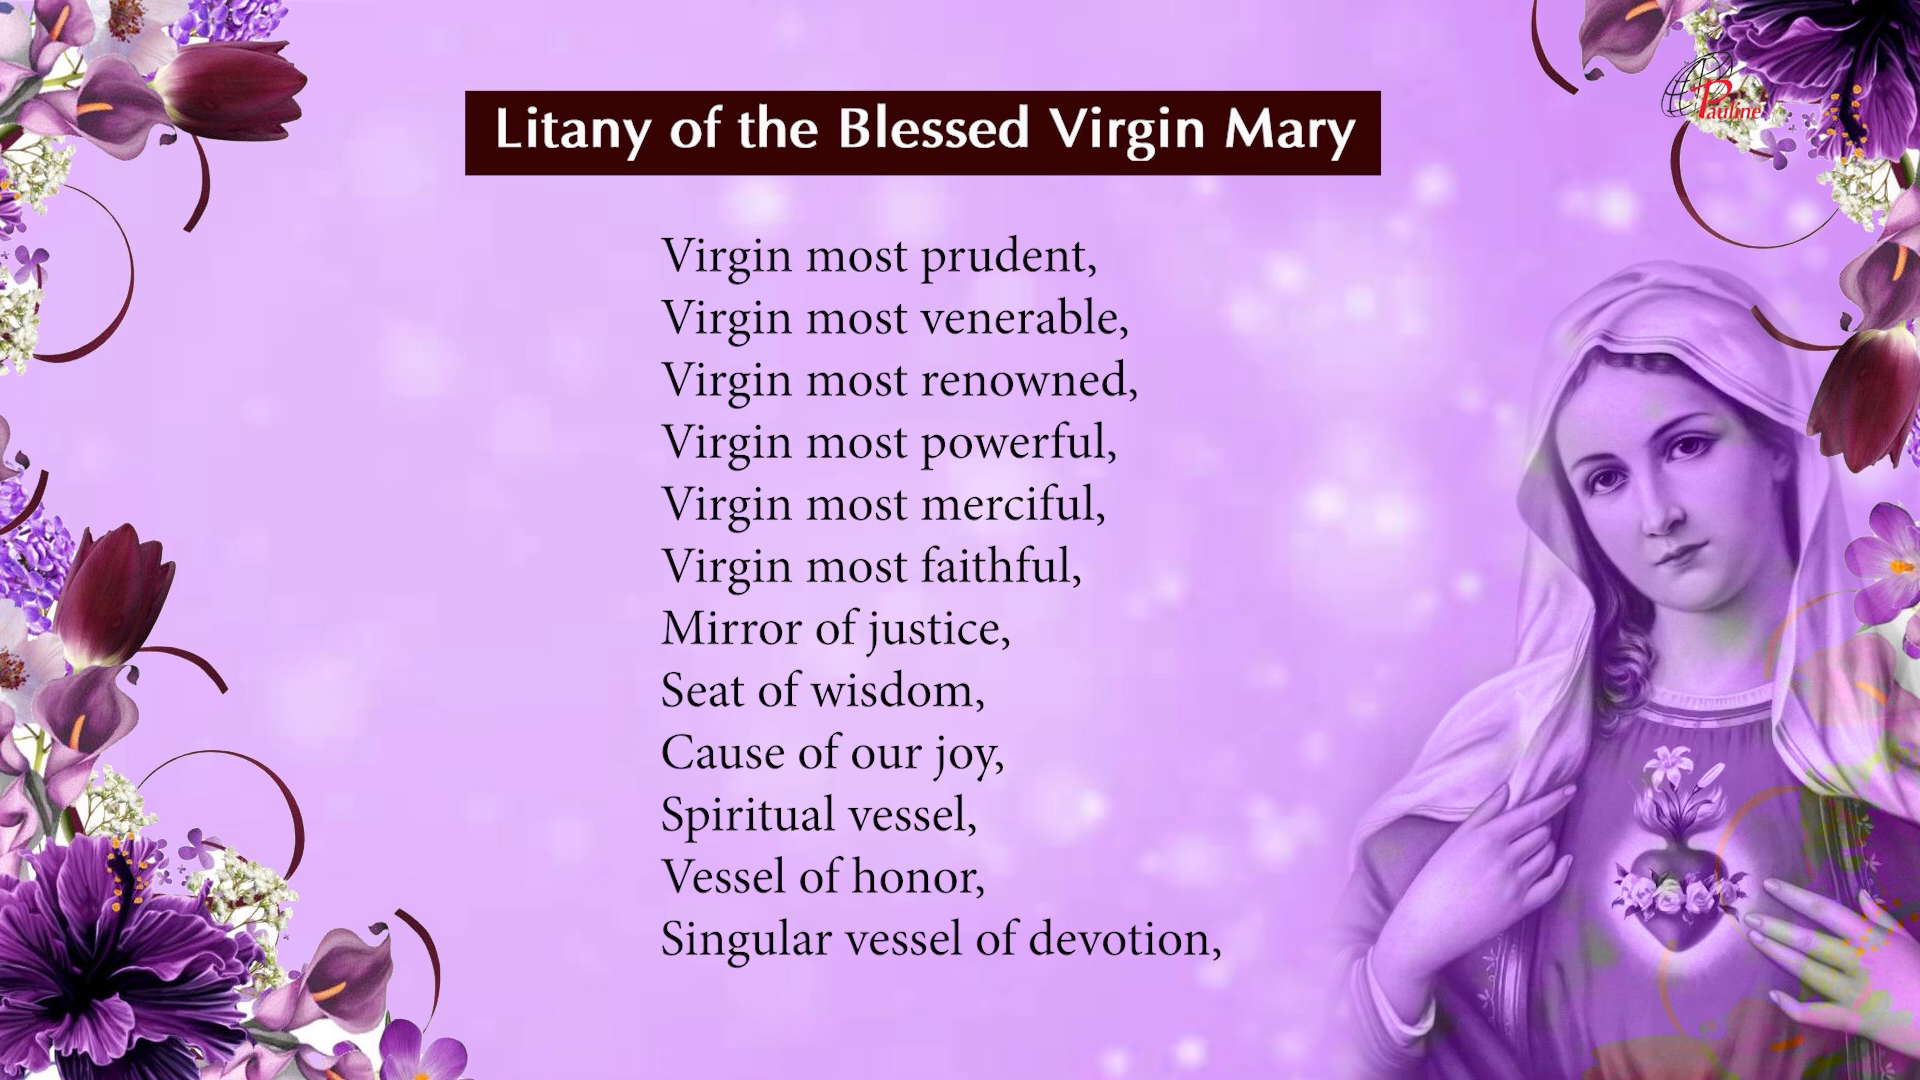 Pauline
Litany of the Blessed Virgin Mary
Virgin most prudent,
Virgin most venerable,
Virgin most renowned,
Virgin most powerful,
Virgin most merciful,
Virgin most faithful,
Mirror of justice,
Seat of wisdom,
Cause of our joy,
Spiritual vessel,
Vessel of honor,
Singular vessel of devotion,